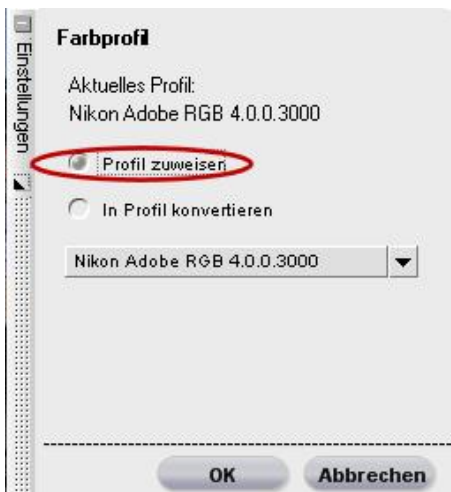 Einstellungen
Farbprofil
Aktuelles Profil:
Nikon Adobe RGB 4.0.0.3000
Profil zuweisen
In Profil konvertieren
Nikon Adobe RGB 4.0.0.3000
OK
Abbrechen